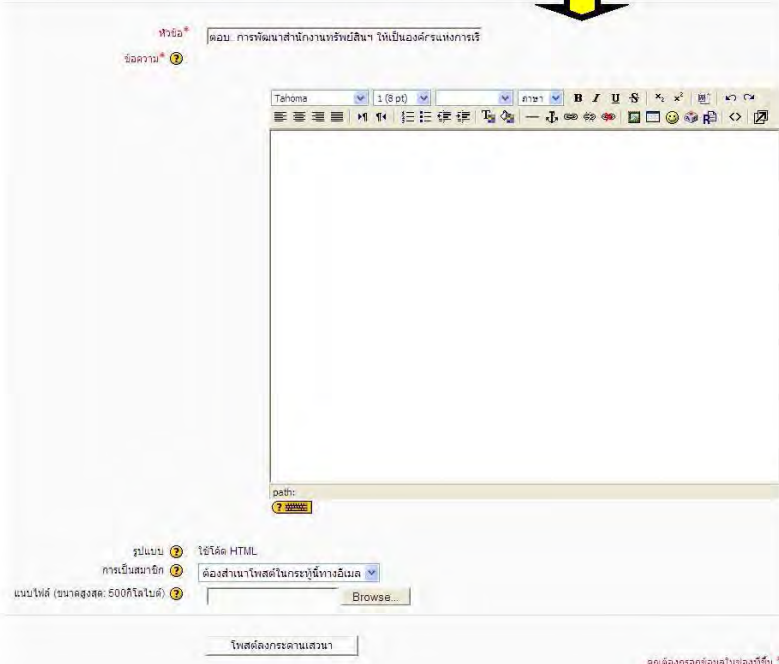 หัวข้อ* ตอบ: การพัฒนาสำนักงานทรัพย์สินฯ ให้เป็นองค์กรแห่งการเรี
ข้อความ*
Tahoma 1 (8 pt) ภาษา B I U S x₂ x²
path:
รูปแบบ ใช้โค้ด HTML
การเป็นสมาชิก ต้องสำเนาโพสต์ในกระทู้นี้ทางอีเมล
แนบไฟล์ (ขนาดสูงสุด: 500กิโลไบต์) Browse...
โพสต์ลงกระดานเสวนา